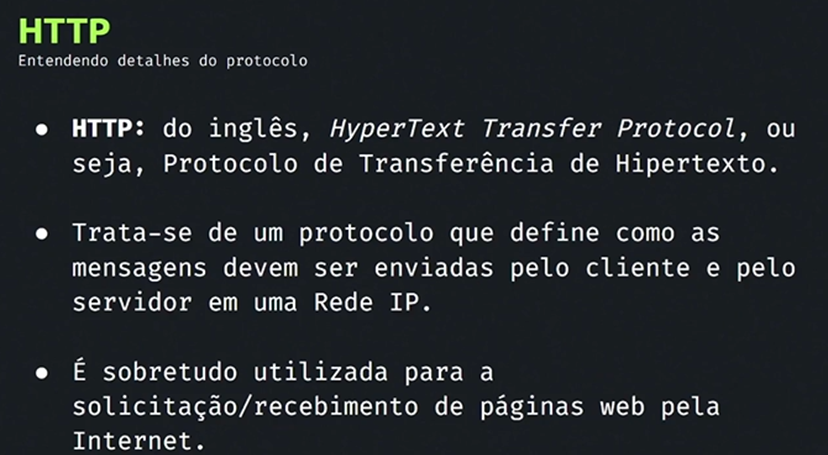 HTTP
Entendendo detalhes do protocolo
● HTTP: do inglês, HyperText Transfer Protocol, ou
seja, Protocolo de Transferência de Hipertexto.
● Trata-se de um protocolo que define como as
mensagens devem ser enviadas pelo cliente e pelo
servidor em uma Rede IP.
● É sobretudo utilizada para a
solicitação/recebimento de páginas web pela
Internet.